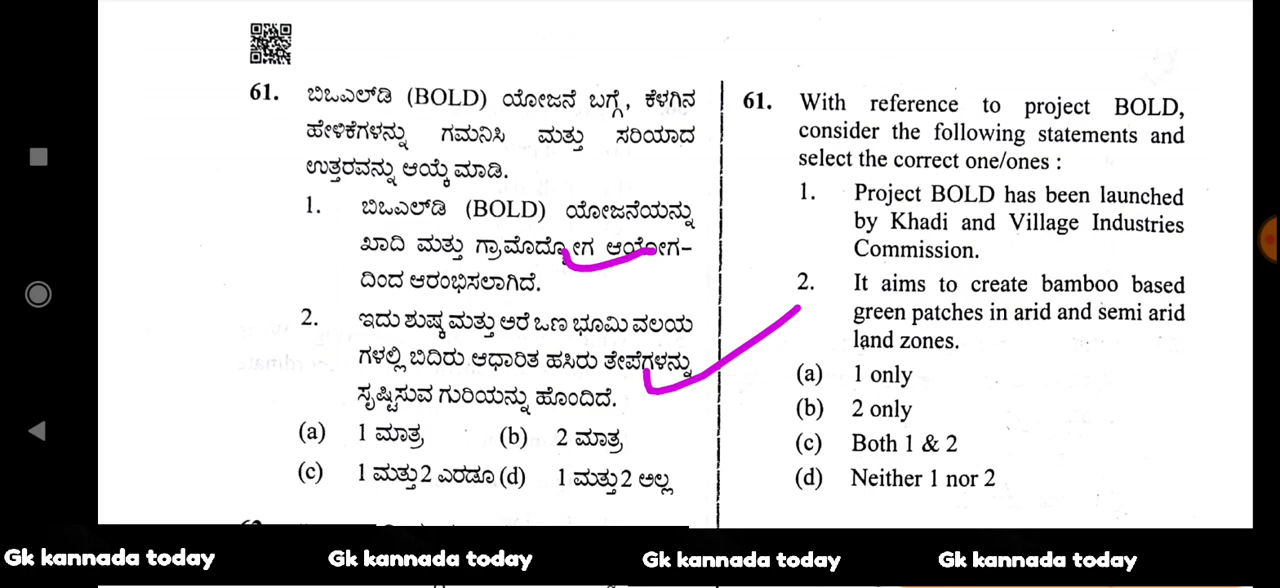 61. ಬಿಒಎಲ್‌ಡಿ (BOLD) ಯೋಜನೆ ಬಗ್ಗೆ, ಕೆಳಗಿನ
ಹೇಳಿಕೆಗಳನ್ನು ಗಮನಿಸಿ ಮತ್ತು ಸರಿಯಾದ
ಉತ್ತರವನ್ನು ಆಯ್ಕೆ ಮಾಡಿ.
1. ಬಿಒಎಲ್‌ಡಿ (BOLD) ಯೋಜನೆಯನ್ನು
ಖಾದಿ ಮತ್ತು ಗ್ರಾಮೊದ್ಯೋಗ ಆಯೋಗ-
ದಿಂದ ಆರಂಭಿಸಲಾಗಿದೆ.
2. ಇದು ಶುಷ್ಕ ಮತ್ತು ಅರೆ ಒಣ ಭೂಮಿ ವಲಯ
ಗಳಲ್ಲಿ ಬಿದಿರು ಆಧಾರಿತ ಹಸಿರು ತೇಪೆಗಳನ್ನು
ಸೃಷ್ಟಿಸುವ ಗುರಿಯನ್ನು ಹೊಂದಿದೆ.
(a) 1 ಮಾತ್ರ (b) 2 ಮಾತ್ರ
(c) 1 ಮತ್ತು 2 ಎರಡೂ (d) 1 ಮತ್ತು 2 ಅಲ್ಲ
61. With reference to project BOLD,
consider the following statements and
select the correct one/ones :
1. Project BOLD has been launched
by Khadi and Village Industries
Commission.
2. It aims to create bamboo based
green patches in arid and semi arid
land zones.
(a) 1 only
(b) 2 only
(c) Both 1 & 2
(d) Neither 1 nor 2
Gk kannada today Gk kannada today Gk kannada today Gk kannada today